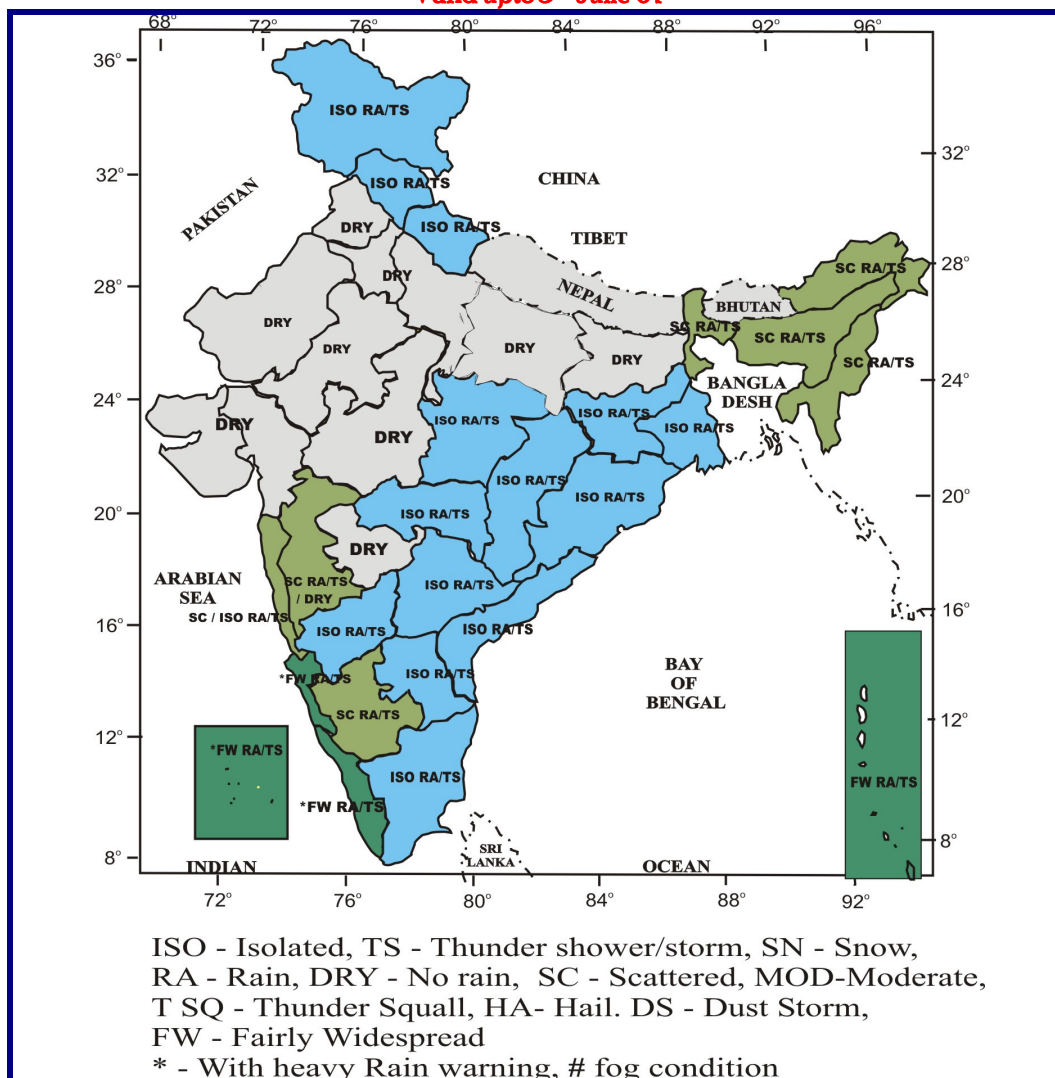 68° 72° 76° 80° 84° 88° 92° 96°
36°
ISO RA/TS
32° 32°
CHINA
ISO RA/TS
PAKISTAN
DRY ISO RA/TS
TIBET
28° DRY NEPAL SC RA/TS 28°
BHUTAN
DRY SC RA/TS
SC RA/TS
DRY DRY DRY SC RA/TS
24° BANGLA 24°
DESH
DRY DRY ISO RA/TS ISO RA/TS
ISO RA/TS
ISO RA/TS
ISO RA/TS 20°
20° ISO RA/TS
DRY
ARABIAN SC RA/TS ISO RA/TS
SEA / DRY
SC / ISO RA/TS 16°
16° ISO RA/TS ISO RA/TS
BAY
*FW RA/TS ISO RA/TS OF
BENGAL
SC RA/TS 12°
12°
*FW RA/TS
ISO RA/TS FW RA/TS
*FW RA/TS
8°
SRI
8° INDIAN LANKA OCEAN
72° 76° 80° 84° 88° 92°
ISO - Isolated, TS - Thunder shower/storm, SN - Snow,
RA - Rain, DRY - No rain, SC - Scattered, MOD-Moderate,
T SQ - Thunder Squall, HA- Hail. DS - Dust Storm,
FW - Fairly Widespread
* - With heavy Rain warning, # fog condition